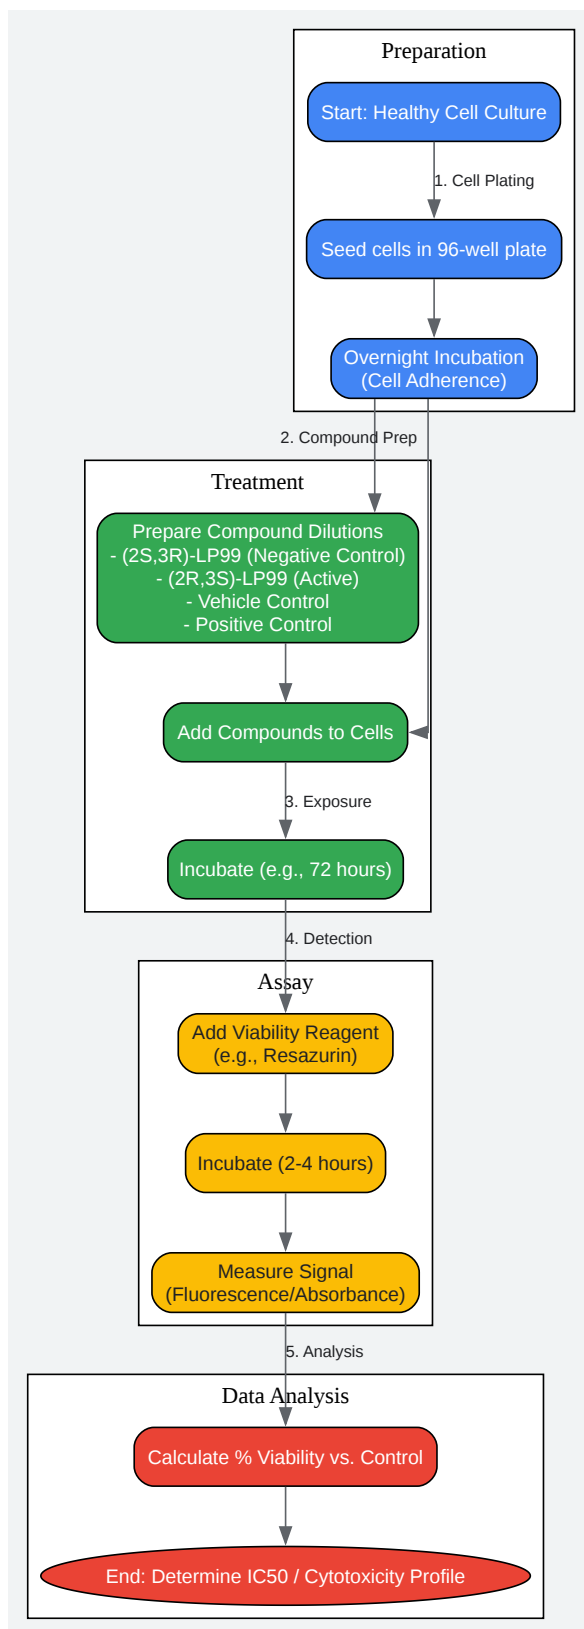 Preparation
Start: Healthy Cell Culture
1. Cell Plating
Seed cells in 96-well plate
Overnight Incubation
(Cell Adherence)
2. Compound Prep
Treatment
Prepare Compound Dilutions
- (2S,3R)-LP99 (Negative Control)
- (2R,3S)-LP99 (Active)
- Vehicle Control
- Positive Control
Add Compounds to Cells
3. Exposure
Incubate (e.g., 72 hours)
4. Detection
Assay
Add Viability Reagent
(e.g., Resazurin)
Incubate (2-4 hours)
Measure Signal
(Fluorescence/Absorbance)
5. Analysis
Data Analysis
Calculate % Viability vs. Control
End: Determine IC50 / Cytotoxicity Profile